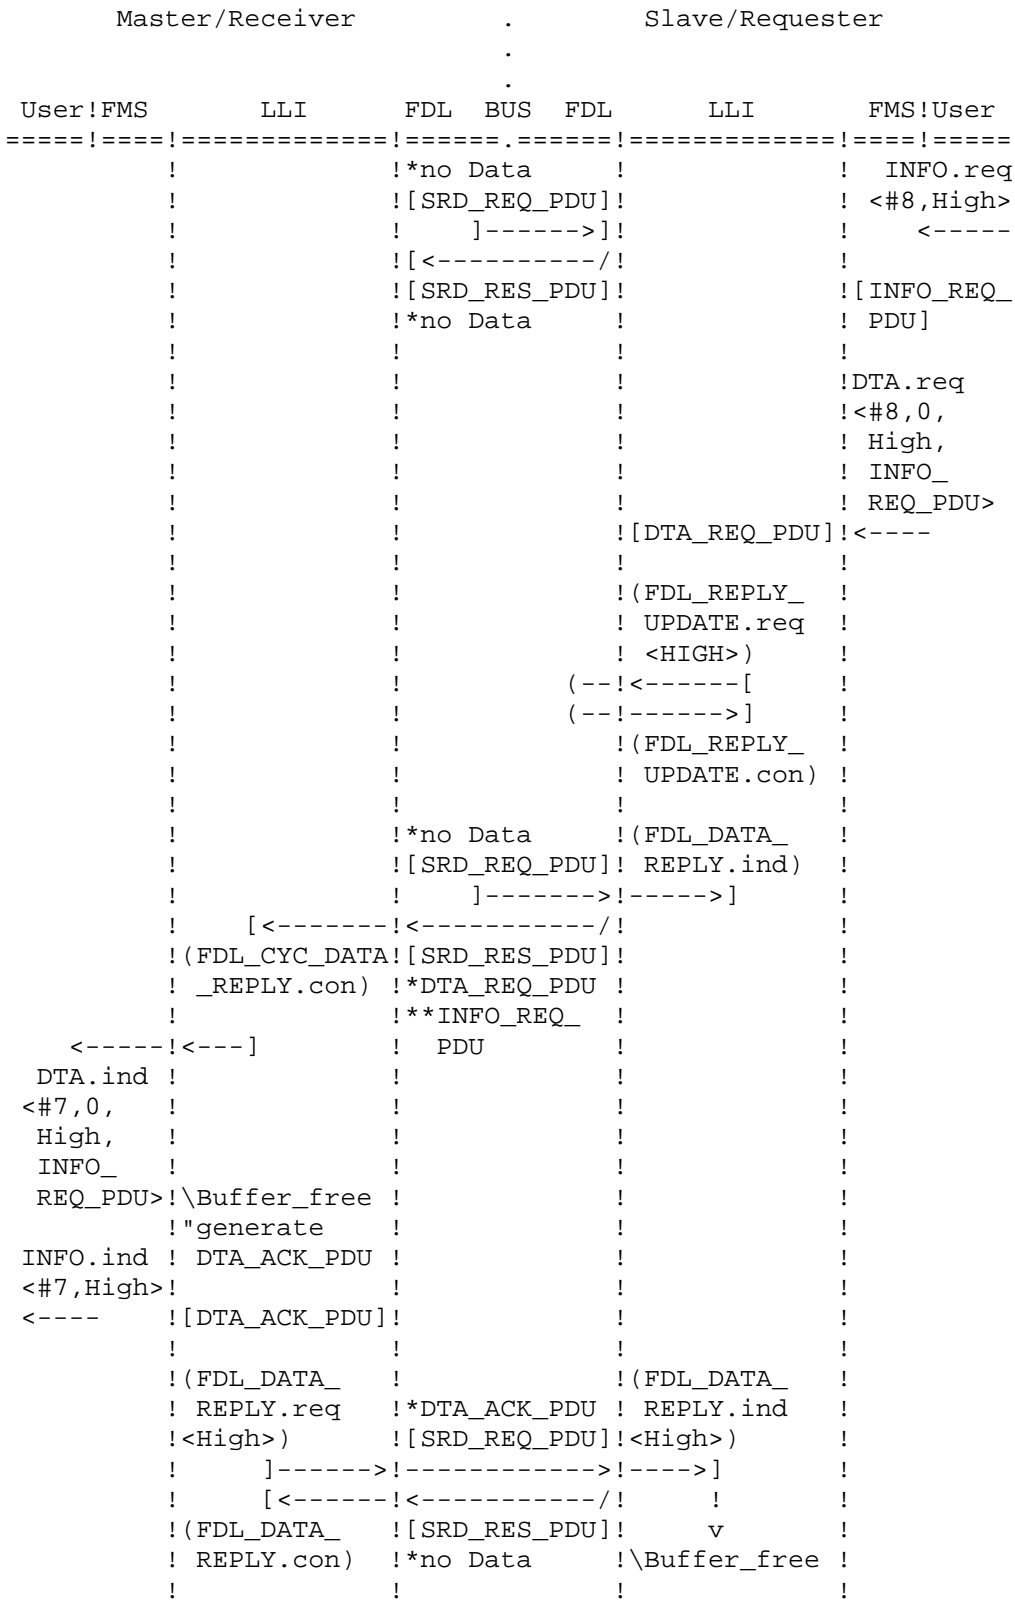 Master/Receiver          .        Slave/Requester
                                .
                                .
 User!FMS       LLI      FDL  BUS  FDL       LLI       FMS!User
=====!====!=============!======.======!=============!====!=====
          !             !*no Data     !             !  INFO.req
          !             ![SRD_REQ_PDU]!             ! <#8,High>
          !             !    ]------>]!             !    <-----
          !             ![<----------/!             !
          !             ![SRD_RES_PDU]!             ![INFO_REQ_
          !             !*no Data     !             ! PDU]
          !             !             !             !
          !             !             !             !DTA.req
          !             !             !             !<#8,0,
          !             !             !             ! High,
          !             !             !             ! INFO_
          !             !             !             ! REQ_PDU>
          !             !             ![DTA_REQ_PDU]!<----
          !             !             !             !
          !             !             !(FDL_REPLY_  !
          !             !             ! UPDATE.req  !
          !             !             ! <HIGH>)     !
          !             !          (--!<------[     !
          !             !          (--!------>]     !
          !             !             !(FDL_REPLY_  !
          !             !             ! UPDATE.con) !
          !             !             !             !
          !             !*no Data     !(FDL_DATA_   !
          !             ![SRD_REQ_PDU]! REPLY.ind)  !
          !             !    ]------->!----->]      !
          !    [<-------!<-----------/!             !
          !(FDL_CYC_DATA![SRD_RES_PDU]!             !
          ! _REPLY.con) !*DTA_REQ_PDU !             !
          !             !**INFO_REQ_  !             !
    <-----!<---]        !  PDU        !             !
  DTA.ind !             !             !             !
 <#7,0,   !             !             !             !
  High,   !             !             !             !
  INFO_   !             !             !             !
  REQ_PDU>!\Buffer_free !             !             !
          !"generate    !             !             !
 INFO.ind ! DTA_ACK_PDU !             !             !
 <#7,High>!             !             !             !
 <----    ![DTA_ACK_PDU]!             !             !
          !             !             !             !
          !(FDL_DATA_   !             !(FDL_DATA_   !
          ! REPLY.req   !*DTA_ACK_PDU ! REPLY.ind   !
          !<High>)      ![SRD_REQ_PDU]!<High>)      !
          !     ]------>!------------>!---->]       !
          !     [<------!<-----------/!     !       !
          !(FDL_DATA_   ![SRD_RES_PDU]!     v       !
          ! REPLY.con)  !*no Data     !\Buffer_free !
          !             !             !             !